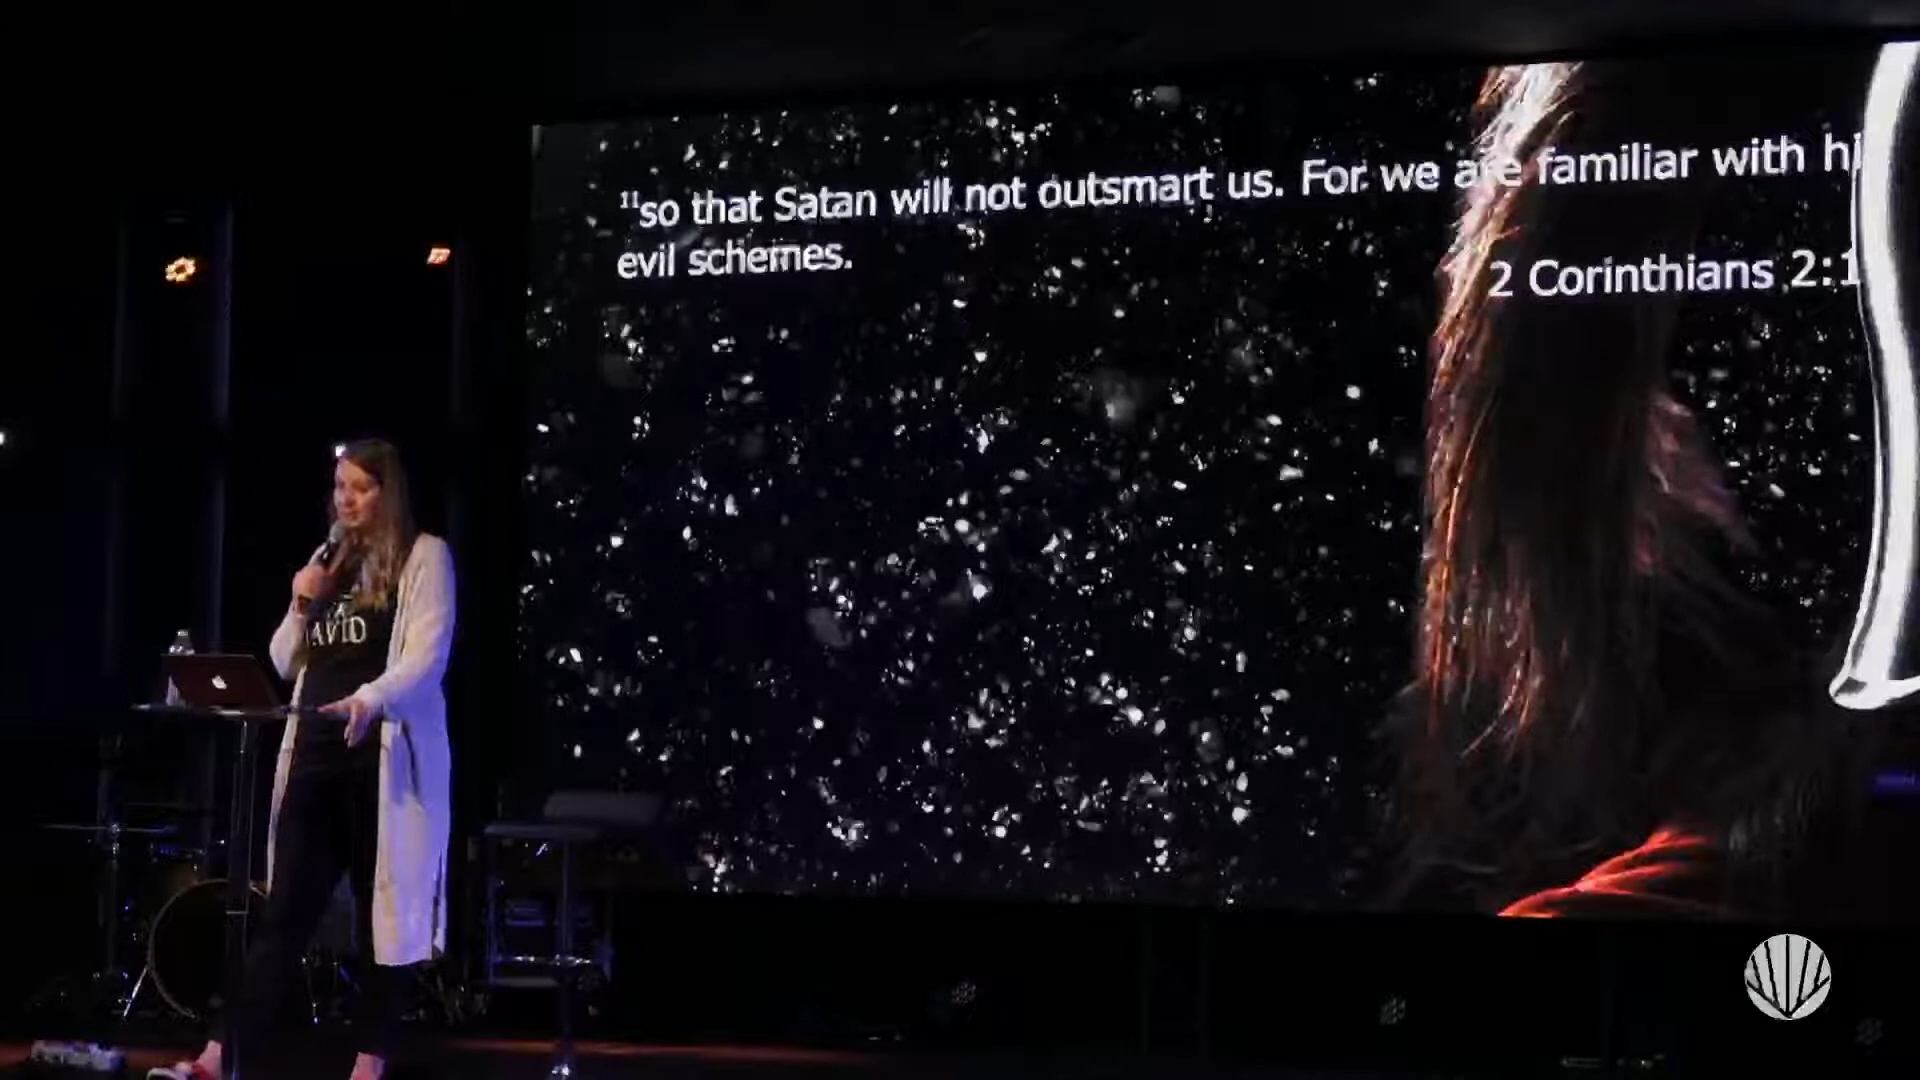 ¹¹so that Satan will not outsmart us. For we are familiar with hi
evil schemes.
2 Corinthians 2:1
AVID